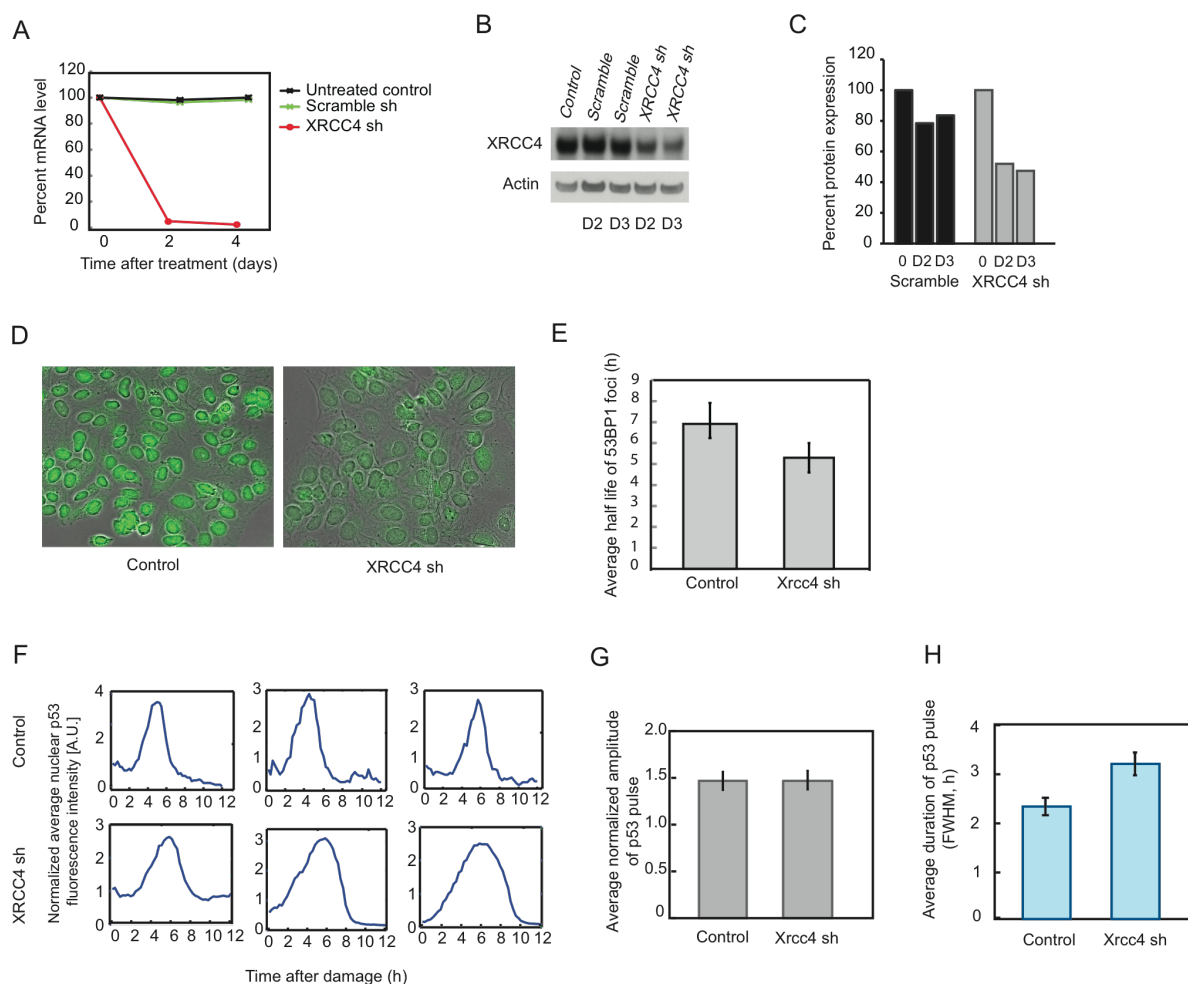 A
Percent mRNA level
120
100
80
60
40
20
0
0 2 4
Time after treatment (days)
Untreated control
Scramble sh
XRCC4 sh
B
Control
Scramble
Scramble
XRCC4 sh
XRCC4 sh
XRCC4
Actin
D2 D3 D2 D3
C
Percent protein expression
120
100
80
60
40
20
0
0 D2 D3 0 D2 D3
Scramble XRCC4 sh
D
Control
XRCC4 sh
E
Average half life of 53BP1 foci (h)
9
8
7
6
5
4
3
2
1
0
Control Xrcc4 sh
F
Control
XRCC4 sh
Normalized average nuclear p53
fluorescence intensity [A.U.]
4
2
0
0 2 4 6 8 10 12
3
2
1
0
0 2 4 6 8 10 12
3
2
1
0
0 2 4 6 8 10 12
3
2
1
0
0 2 4 6 8 10 12
3
2
1
0
0 2 4 6 8 10 12
3
2
1
0
0 2 4 6 8 10 12
Time after damage (h)
G
Average normalized amplitude
of p53 pulse
2.0
1.5
1.0
0.5
0
Control Xrcc4 sh
H
Average duration of p53 pulse
(FWHM, h)
4
3
2
1
0
Control Xrcc4 sh